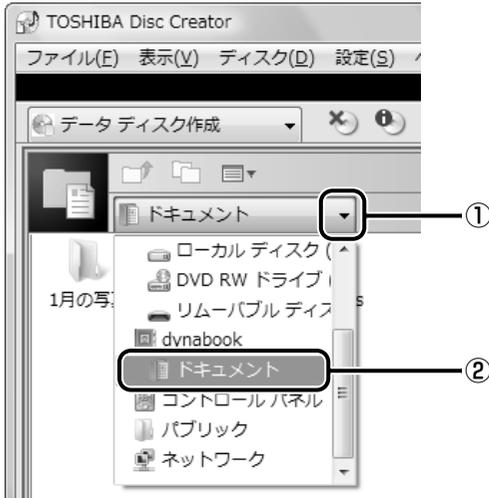 TOSHIBA Disc Creator
ファイル(F) 表示(V) ディスク(D) 設定(S)
データ ディスク作成
ドキュメント
①
ローカル ディスク (
DVD RW ドライブ
1月の写
リムーバブル ディス
s
dynabook
ドキュメント
②
コントロール パネル
パブリック
ネットワーク